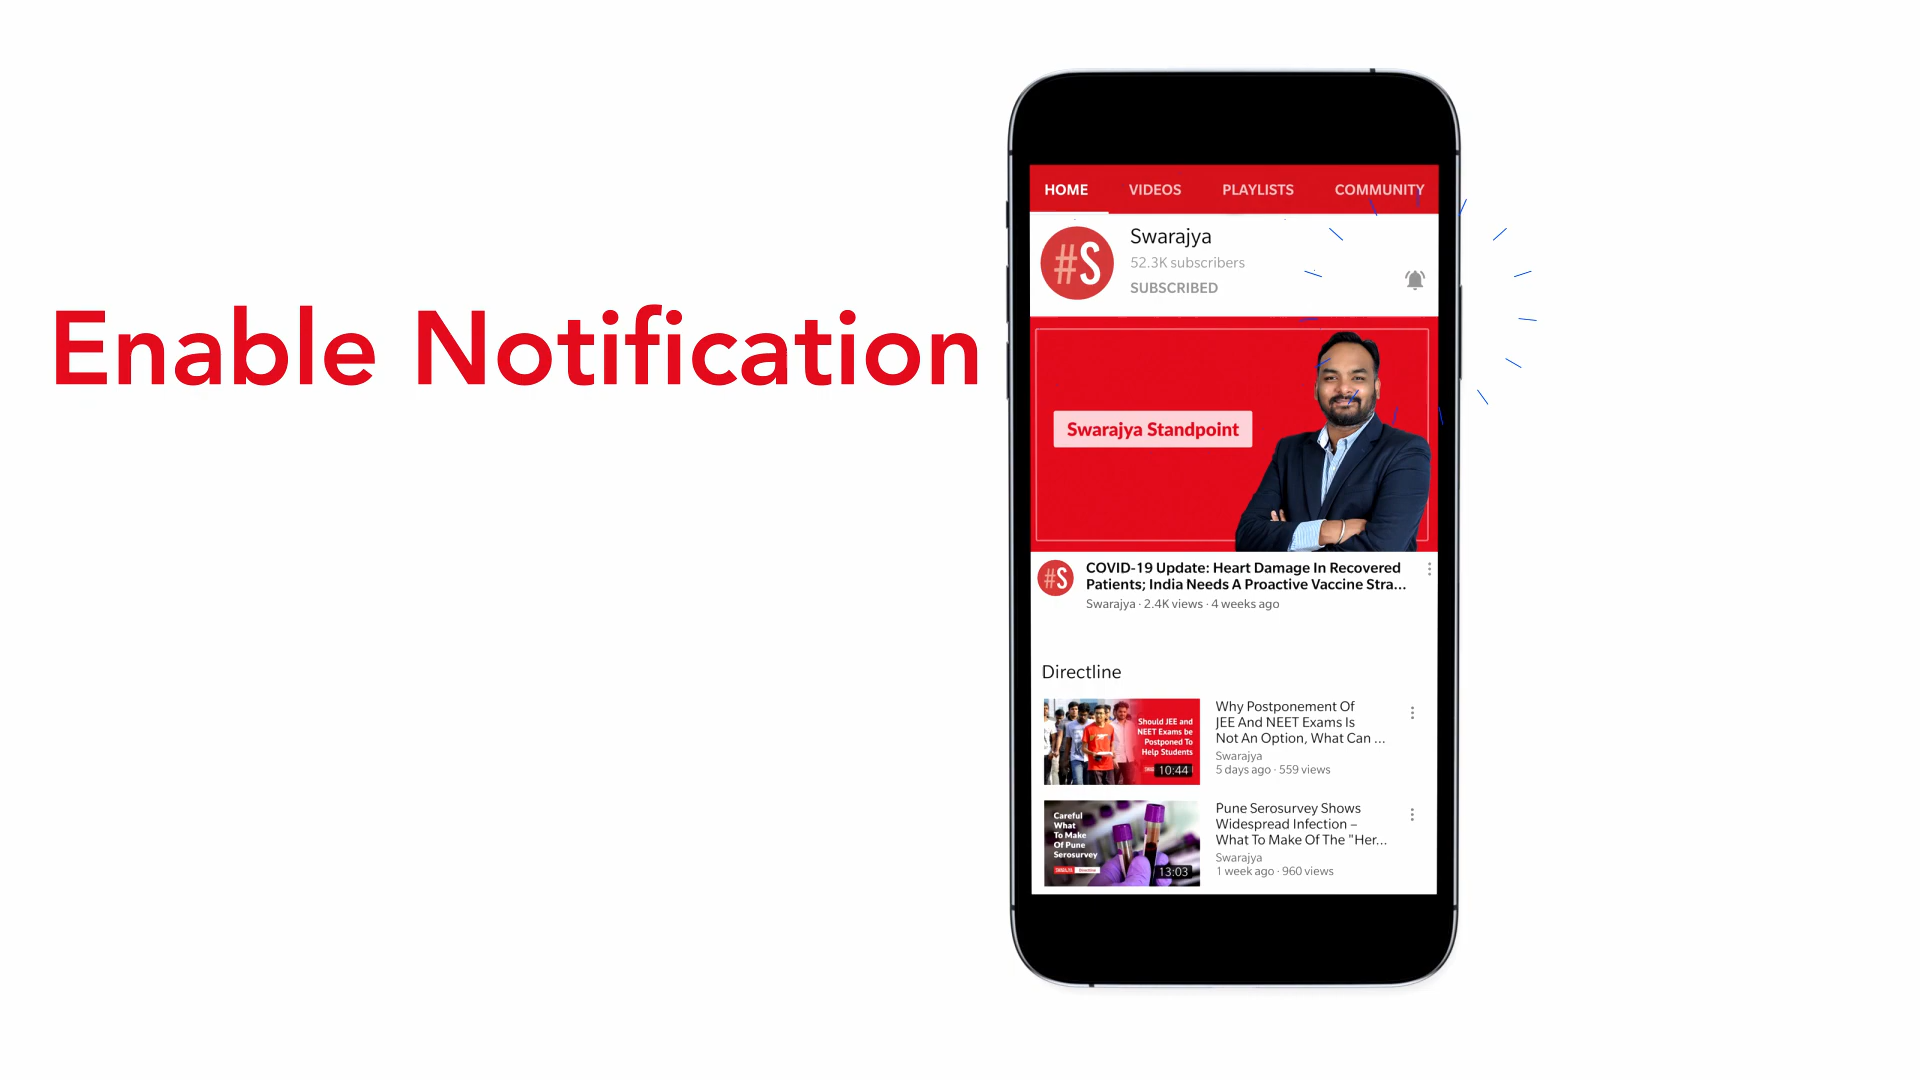 Enable Notification
HOME VIDEOS PLAYLISTS COMMUNITY
#S
Swarajya
52.3K subscribers
SUBSCRIBED
Swarajya Standpoint
#S
COVID-19 Update: Heart Damage In Recovered
Patients; India Needs A Proactive Vaccine Stra...
Swarajya · 2.4K views · 4 weeks ago
Directline
Should JEE and
NEET Exams be
Postponed To
Help Students
10:44
Why Postponement Of
JEE And NEET Exams Is
Not An Option, What Can ...
Swarajya
5 days ago · 559 views
Careful
What
To Make
Of Pune
Serosurvey
Directline
13:03
Pune Serosurvey Shows
Widespread Infection –
What To Make Of The "Her...
Swarajya
1 week ago · 960 views